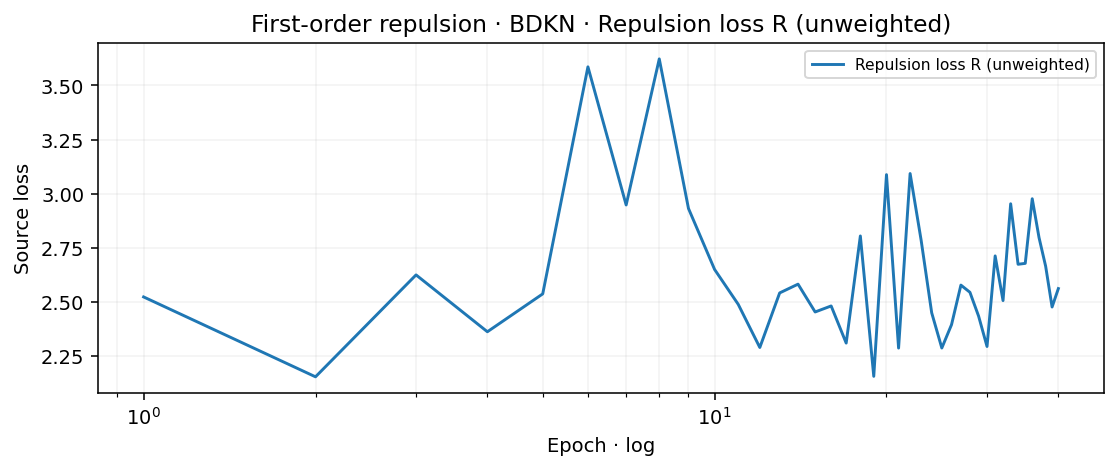 First-order repulsion · BDKN · Repulsion loss R (unweighted)
Repulsion loss R (unweighted)
Source loss
3.50
3.25
3.00
2.75
2.50
2.25
10⁰
10¹
Epoch · log